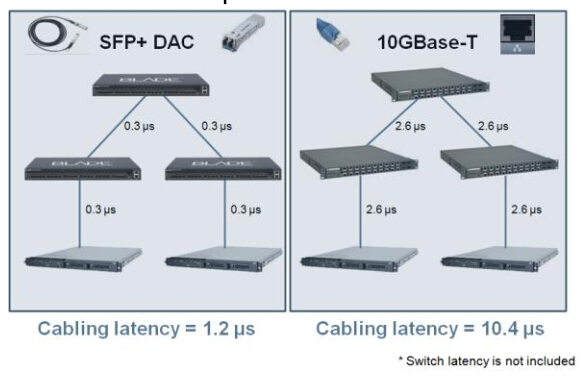 SFP+ DAC
10GBase-T
BLADE
0.3 µs
0.3 µs
2.6 µs
2.6 µs
BLADE
BLADE
0.3 µs
0.3 µs
2.6 µs
2.6 µs
Cabling latency = 1.2 µs
Cabling latency = 10.4 µs
* Switch latency is not included